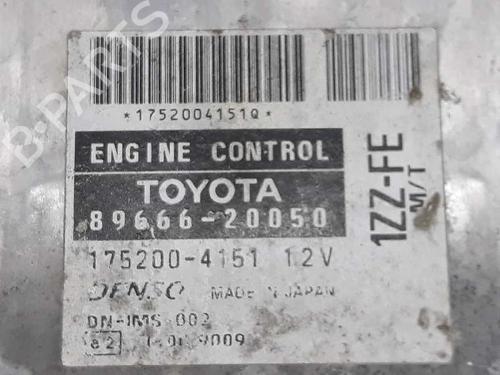 B-PARTS
*1752004151Q*
ENGINE CONTROL
TOYOTA
89666-20050
175200-4151 12V
DENSO MADE IN JAPAN
DN-IMS-002
82
1ZZ-FE
M/T